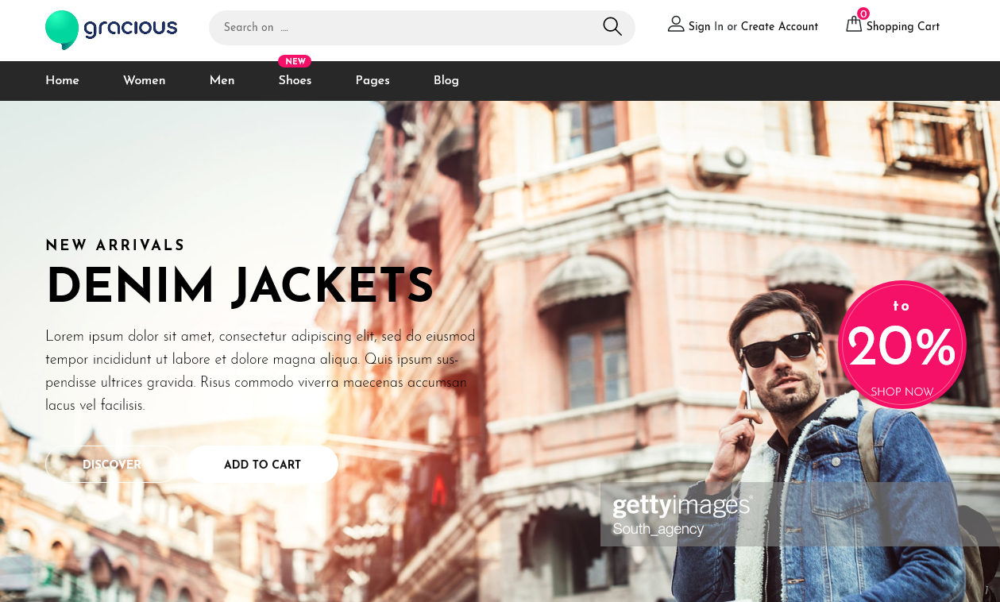 gracious
Search on ....
Sign In or Create Account
0
Shopping Cart
NEW
Home
Women
Men
Shoes
Pages
Blog
NEW ARRIVALS
DENIM JACKETS
Lorem ipsum dolor sit amet, consectetur adipiscing elit, sed do eiusmod
tempor incididunt ut labore et dolore magna aliqua. Quis ipsum sus-
pendisse ultrices gravida. Risus commodo viverra maecenas accumsan
lacus vel facilisis.
DISCOVER
ADD TO CART
to
20%
SHOP NOW
gettyimages®
South_agency